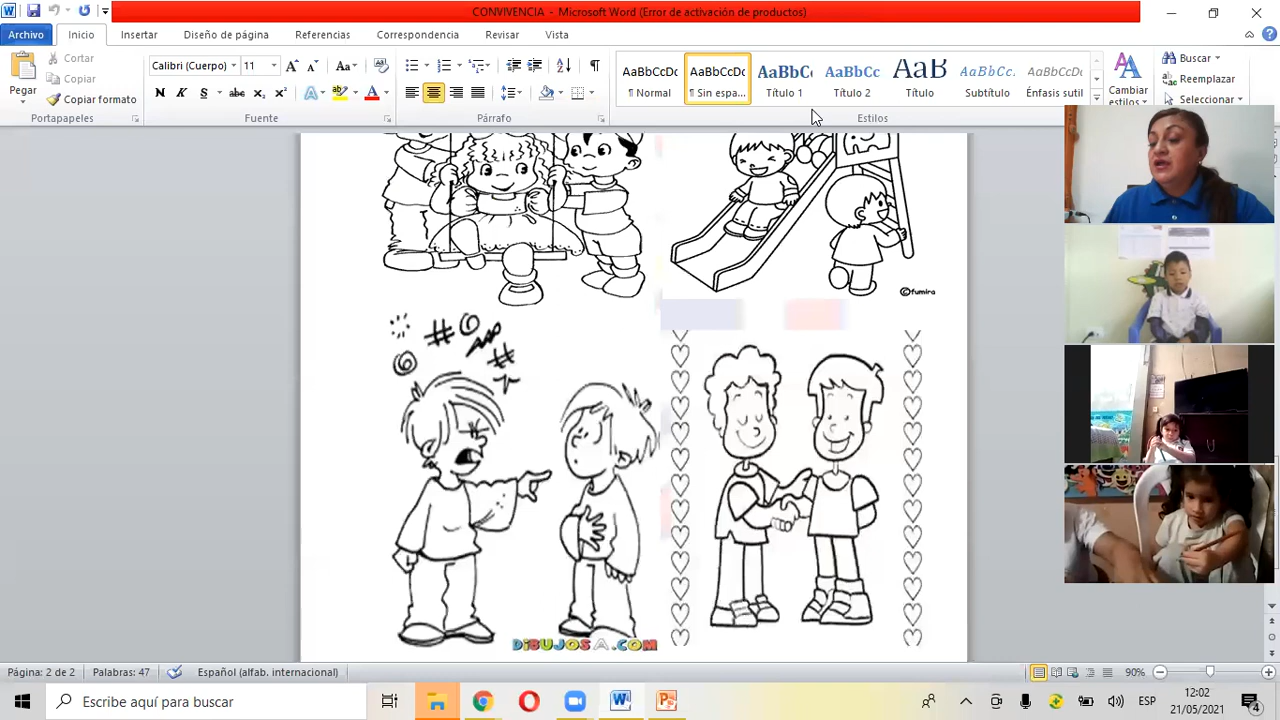 CONVIVENCIA - Microsoft Word (Error de activación de productos)
Archivo Inicio Insertar Diseño de página Referencias Correspondencia Revisar Vista
Pegar
Cortar
Copiar
Copiar formato
Portapapeles
Calibri (Cuerpo) 11
N K S
Fuente
Párrafo
AaBbCcDc
¶ Normal
AaBbCcDc
¶ Sin espa...
AaBbC
Título 1
AaBbCc
Título 2
AaB
Título
AaBbCc.
Subtítulo
AaBbCcDc
Énfasis sutil
Estilos
Cambiar
estilos
Buscar
Reemplazar
Seleccionar
©fumira
DIBUJOSA.COM
Página: 2 de 2 Palabras: 47 Español (alfab. internacional) 90%
Escribe aquí para buscar
ESP
12:02
21/05/2021
4